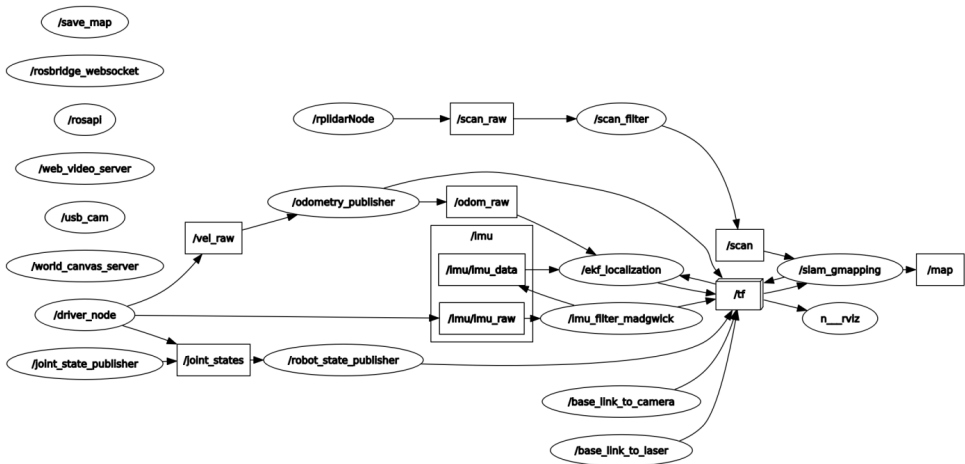 /save_map
/rosbridge_websocket
/rosapi
/web_video_server
/usb_cam
/world_canvas_server
/driver_node
/joint_state_publisher
/vel_raw
/joint_states
/rplidarNode
/odometry_publisher
/robot_state_publisher
/scan_raw
/odom_raw
/imu
/imu/imu_data
/imu/imu_raw
/scan_filter
/ekf_localization
/imu_filter_madgwick
/base_link_to_camera
/base_link_to_laser
/scan
/tf
/slam_gmapping
n__rviz
/map